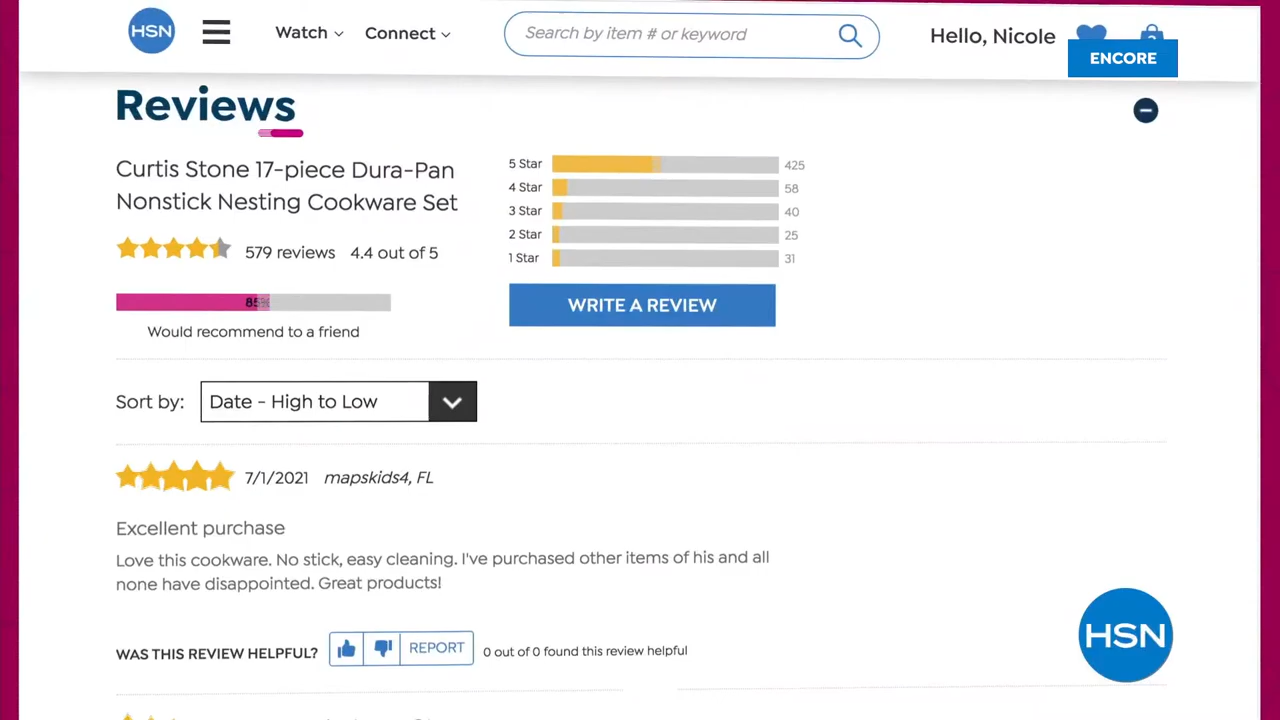 HSN
Watch
Connect
Search by item # or keyword
Hello, Nicole
ENCORE
Reviews
Curtis Stone 17-piece Dura-Pan
Nonstick Nesting Cookware Set
579 reviews 4.4 out of 5
85%
Would recommend to a friend
5 Star 425
4 Star 58
3 Star 40
2 Star 25
1 Star 31
WRITE A REVIEW
Sort by: Date - High to Low
7/1/2021 mapskids4, FL
Excellent purchase
Love this cookware. No stick, easy cleaning. I've purchased other items of his and all
none have disappointed. Great products!
WAS THIS REVIEW HELPFUL? REPORT 0 out of 0 found this review helpful
HSN